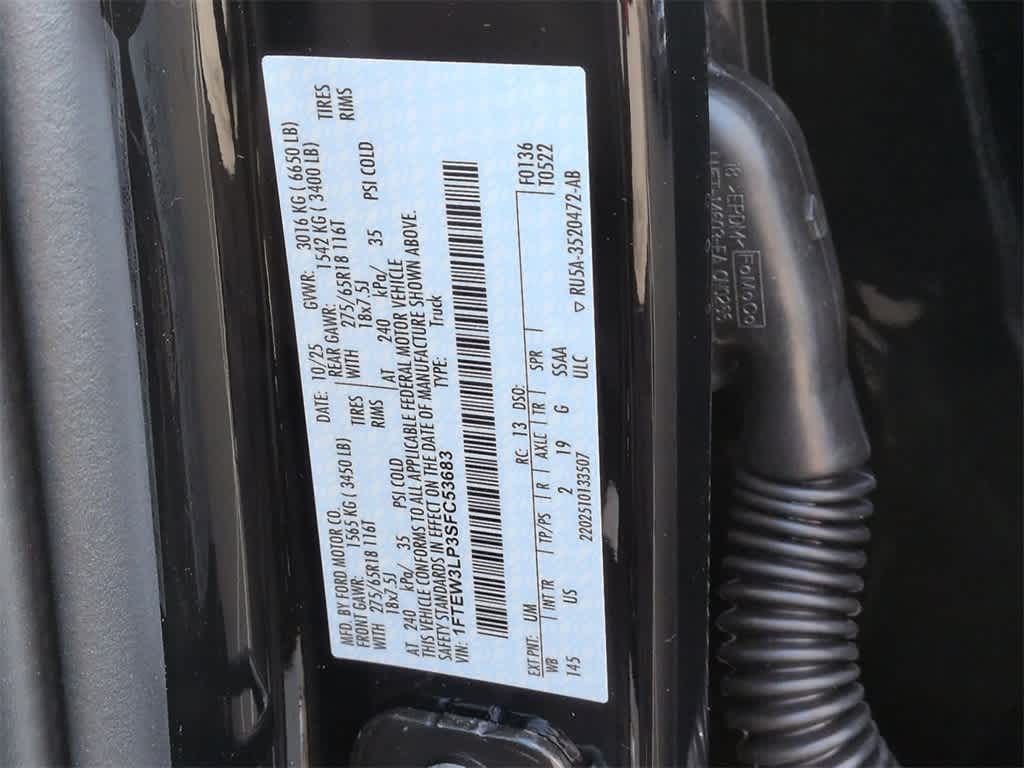 MFD. BY FORD MOTOR CO.
DATE: 10/25 GVWR: 3016 KG (6650 LB)
FRONT GAWR: 1565 KG (3450 LB) REAR GAWR: 1542 KG (3400 LB)
WITH 275/65R18 116T TIRES WITH 275/65R18 116T TIRES
18x7.5J RIMS 18x7.5J RIMS
AT 240 kPa/ 35 PSI COLD AT 240 kPa/ 35 PSI COLD
THIS VEHICLE CONFORMS TO ALL APPLICABLE FEDERAL MOTOR VEHICLE
SAFETY STANDARDS IN EFFECT ON THE DATE OF MANUFACTURE SHOWN ABOVE.
VIN: 1FTEW3LP3SFC53683 TYPE: Truck
EXT PNT: UM RC: 13 DSO: F0136
WB INT TR TP/PS R AXLE TR SPR T0522
145 US 2 19 G SSAA
2202510133507 ULC ▽ RU5A-3520472-AB
FoMoCo